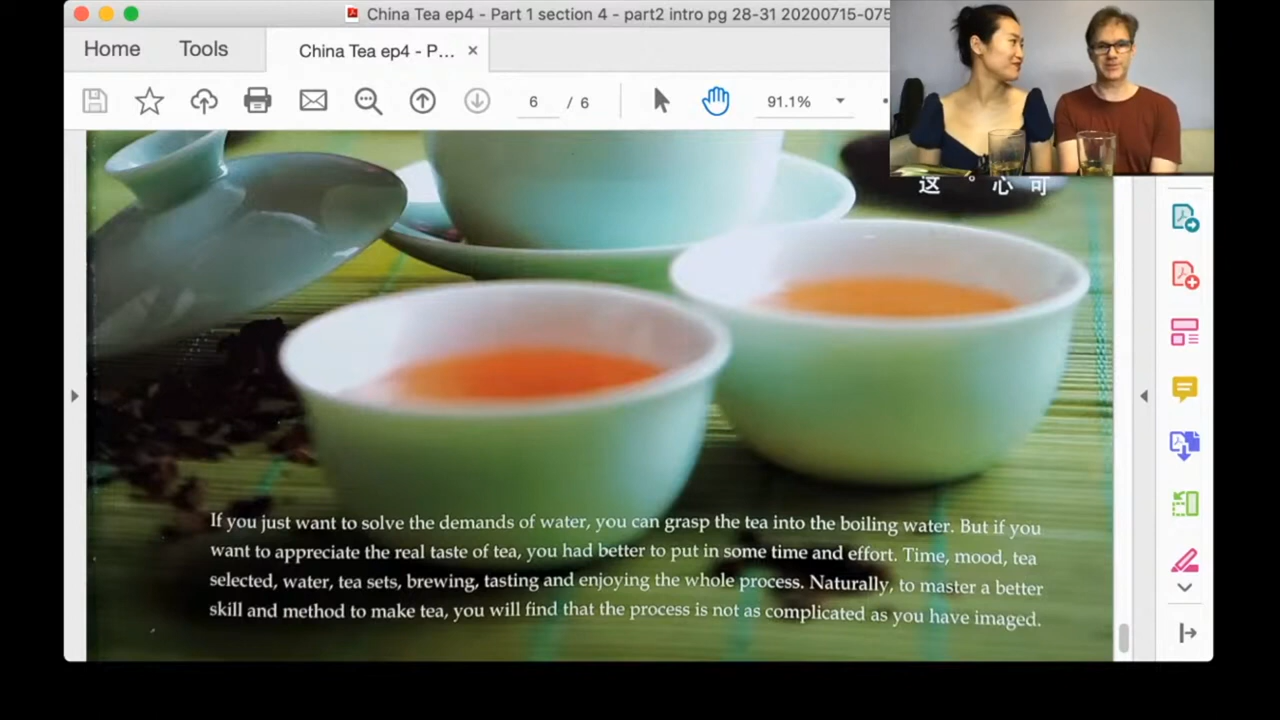 China Tea ep4 - Part 1 section 4 - part2 intro pg 28-31 20200715-075
Home
Tools
China Tea ep4 - P...
6 / 6
91.1%
这 。心 可
If you just want to solve the demands of water, you can grasp the tea into the boiling water. But if you
want to appreciate the real taste of tea, you had better to put in some time and effort. Time, mood, tea
selected, water, tea sets, brewing, tasting and enjoying the whole process. Naturally, to master a better
skill and method to make tea, you will find that the process is not as complicated as you have imaged.